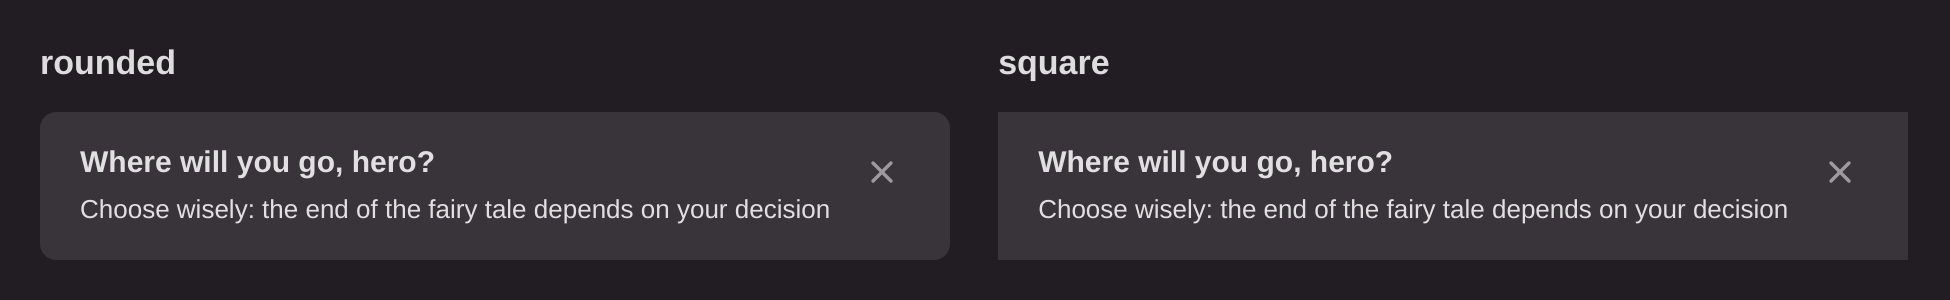 rounded
Where will you go, hero?
Choose wisely: the end of the fairy tale depends on your decision
square
Where will you go, hero?
Choose wisely: the end of the fairy tale depends on your decision